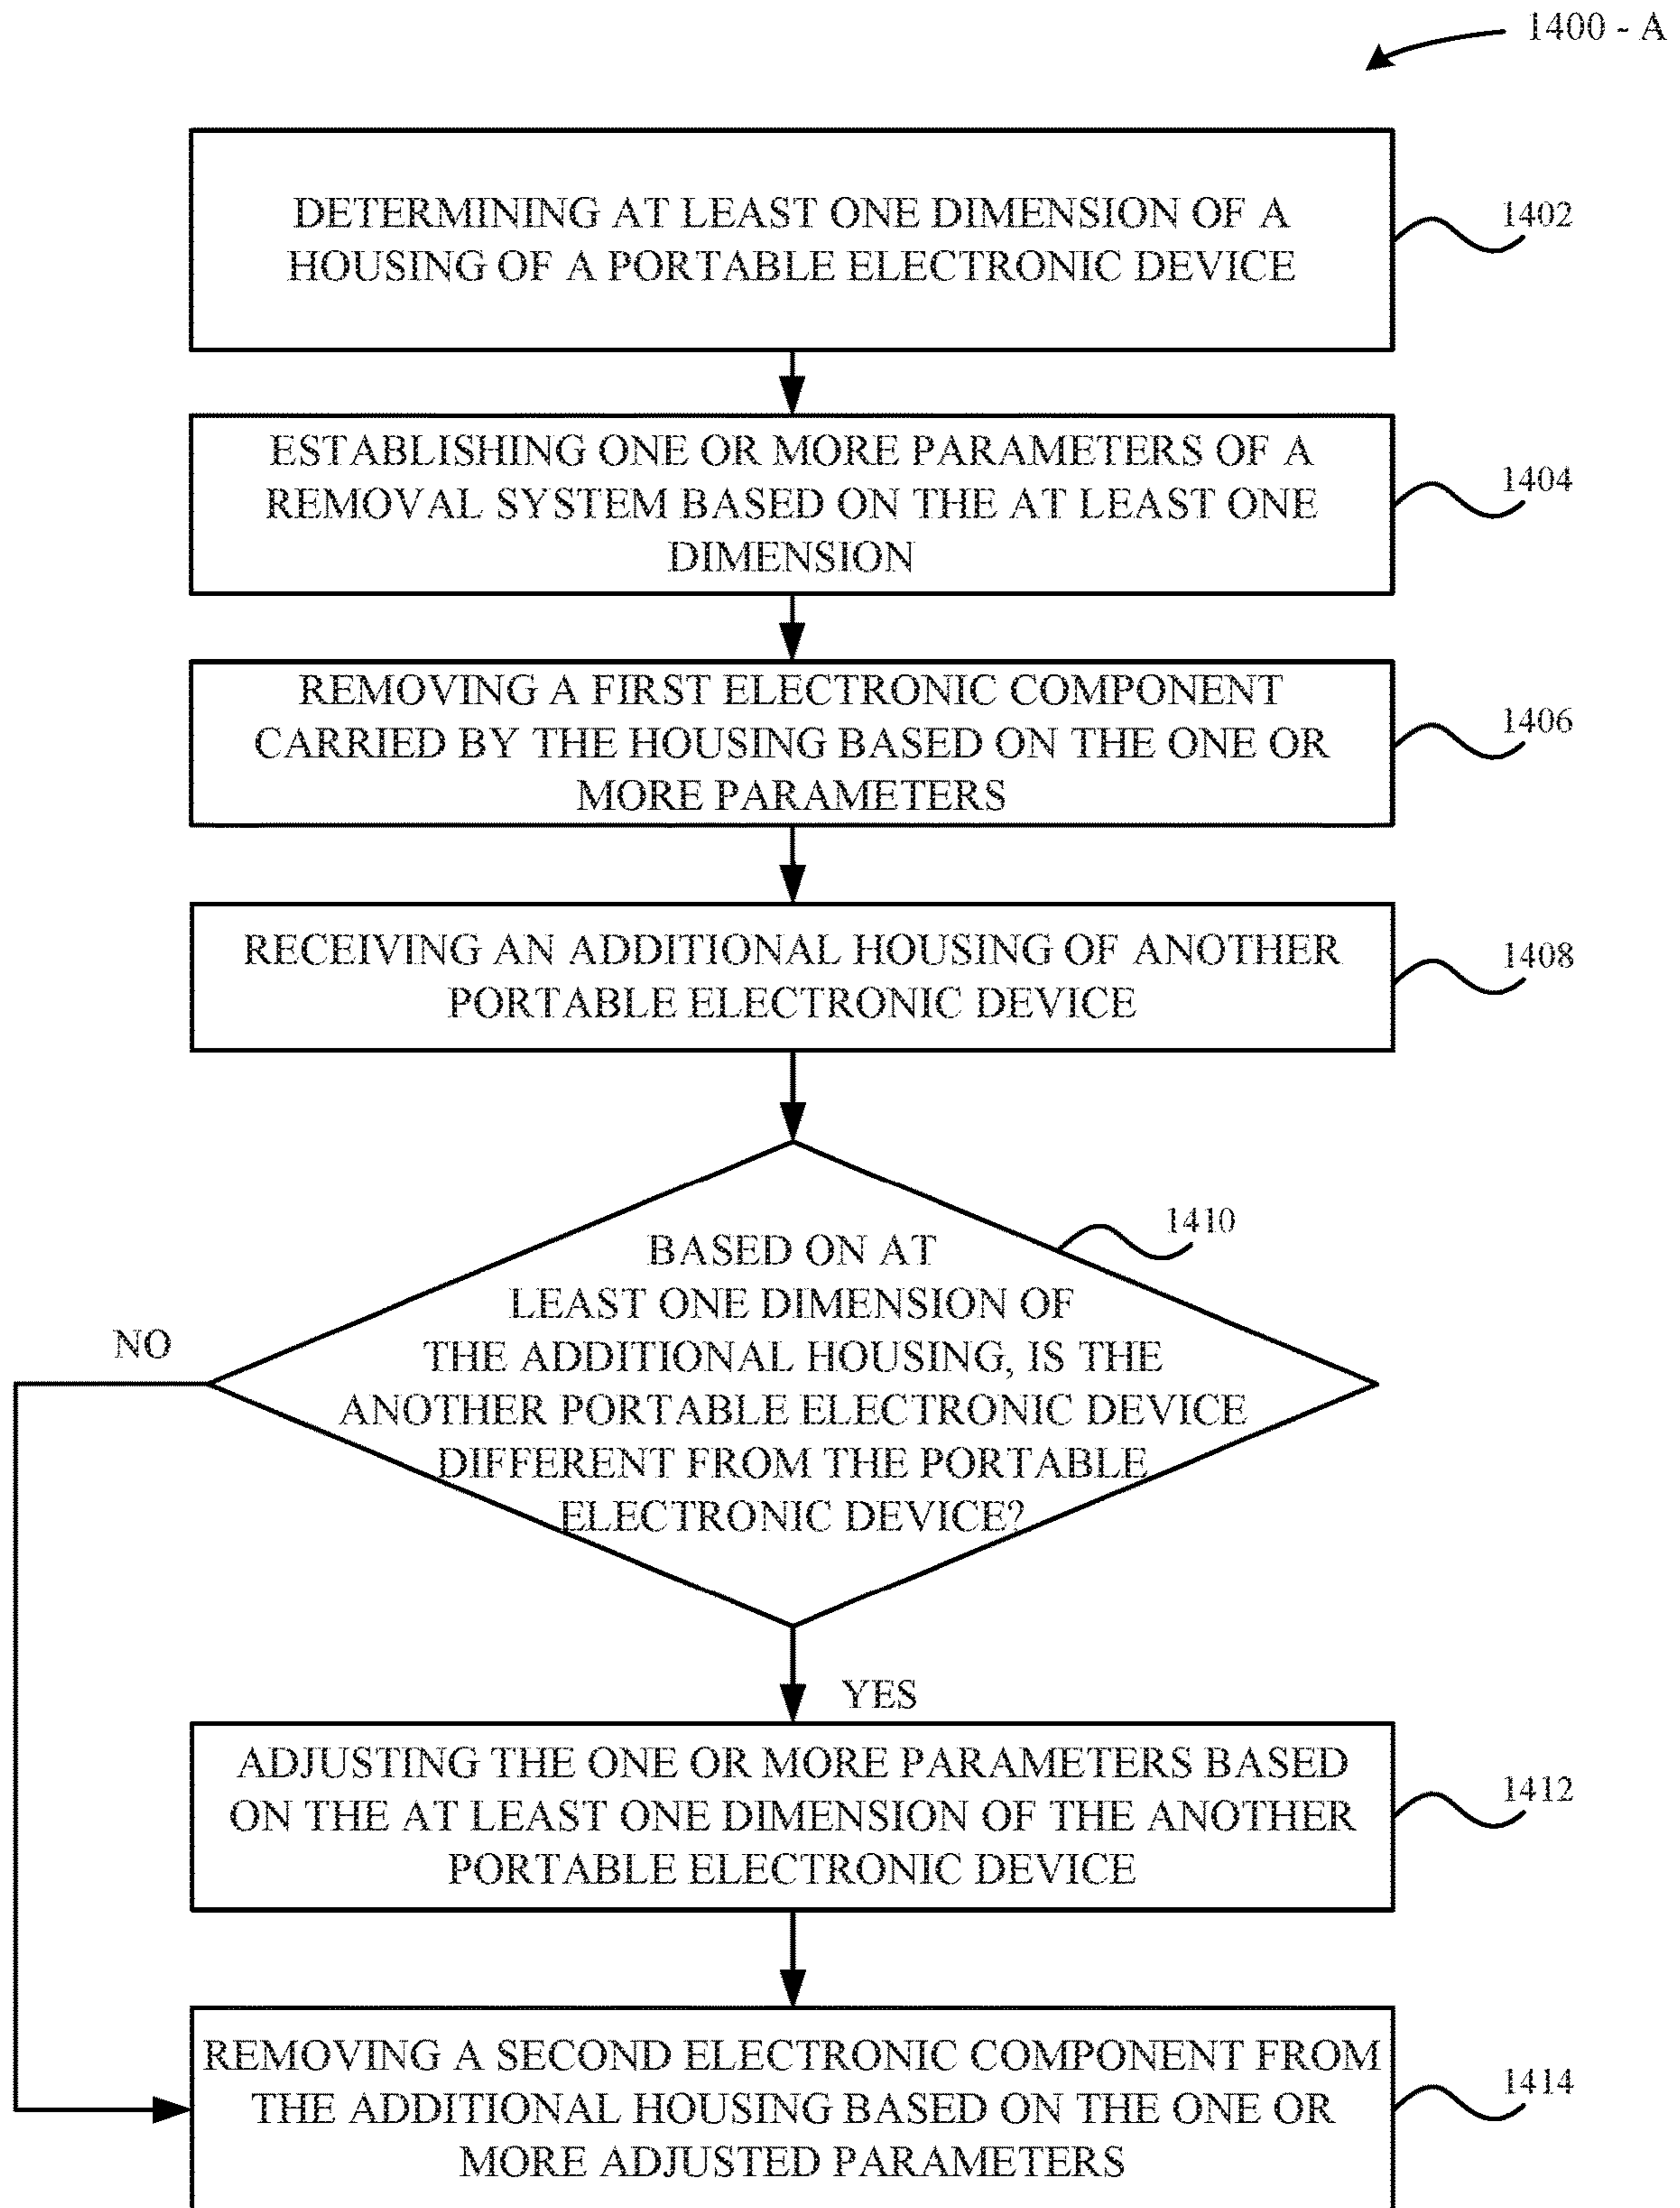 1400 - A
DETERMINING AT LEAST ONE DIMENSION OF A
HOUSING OF A PORTABLE ELECTRONIC DEVICE
1402
ESTABLISHING ONE OR MORE PARAMETERS OF A
REMOVAL SYSTEM BASED ON THE AT LEAST ONE
DIMENSION
1404
REMOVING A FIRST ELECTRONIC COMPONENT
CARRIED BY THE HOUSING BASED ON THE ONE OR
MORE PARAMETERS
1406
RECEIVING AN ADDITIONAL HOUSING OF ANOTHER
PORTABLE ELECTRONIC DEVICE
1408
BASED ON AT
LEAST ONE DIMENSION OF
THE ADDITIONAL HOUSING, IS THE
ANOTHER PORTABLE ELECTRONIC DEVICE
DIFFERENT FROM THE PORTABLE
ELECTRONIC DEVICE?
1410
NO
YES
ADJUSTING THE ONE OR MORE PARAMETERS BASED
ON THE AT LEAST ONE DIMENSION OF THE ANOTHER
PORTABLE ELECTRONIC DEVICE
1412
REMOVING A SECOND ELECTRONIC COMPONENT FROM
THE ADDITIONAL HOUSING BASED ON THE ONE OR
MORE ADJUSTED PARAMETERS
1414